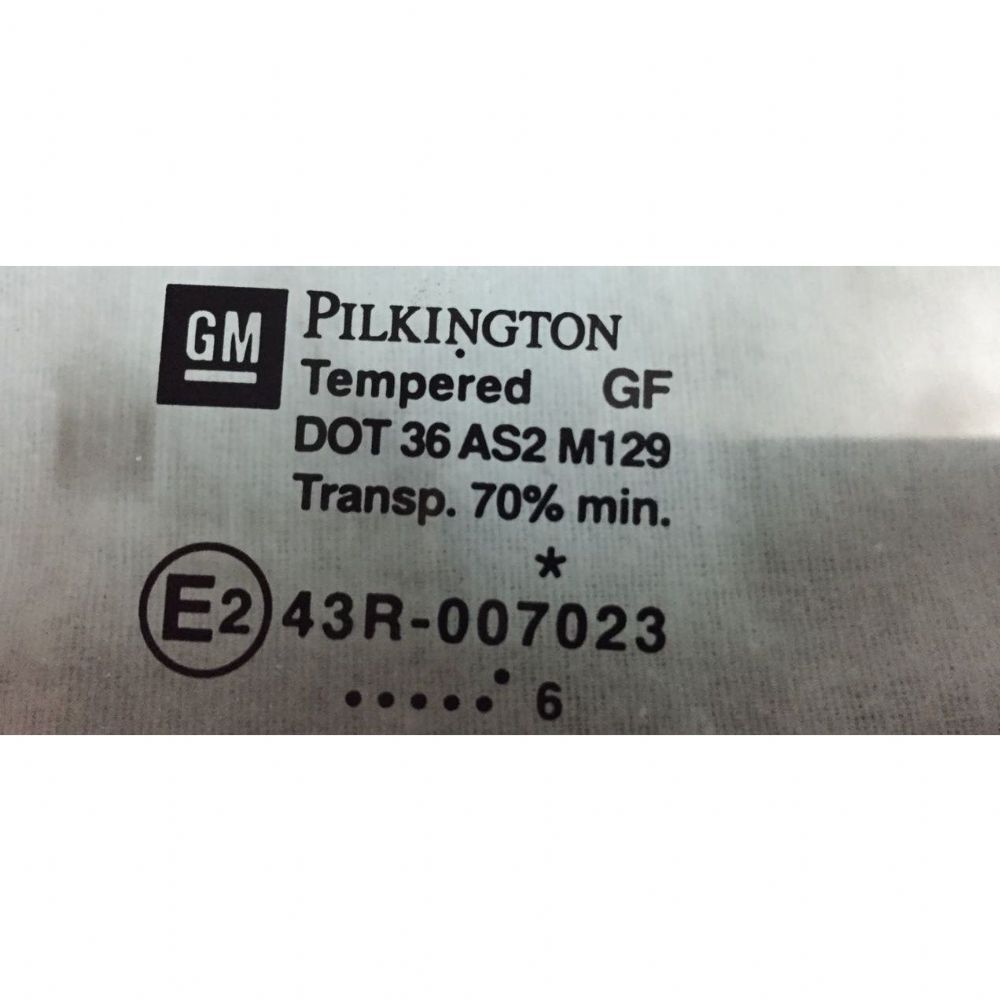 GM PILKINGTON
Tempered GF
DOT 36 AS2 M129
Transp. 70% min.
*
E2 43R-007023
•••••• 6